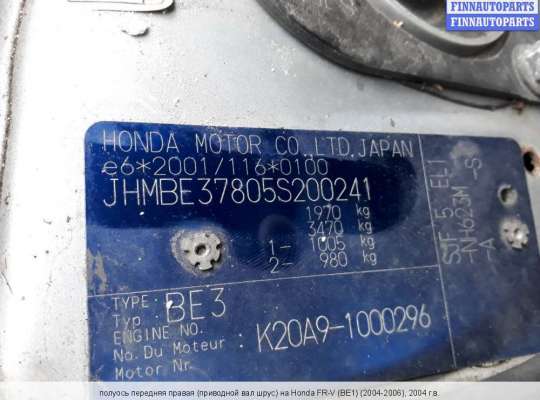 FINNAUTOPARTS
FINNAUTOPARTS
FINNAUTOPARTS
HONDA MOTOR CO.,LTD.JAPAN
e6*2001/116*0100
JHMBE37805S200241
1970 kg
3470 kg
1- 1005 kg
2- 980 kg
SJF 5 EL1
-NH623M -S
-A
TYPE:
Typ: BE3
ENGINE NO.
No. Du Moteur: K20A9-1000296
Motor Nr.
полуось передняя правая (приводной вал шрус) на Honda FR-V (BE1) (2004-2006), 2004 г.в.